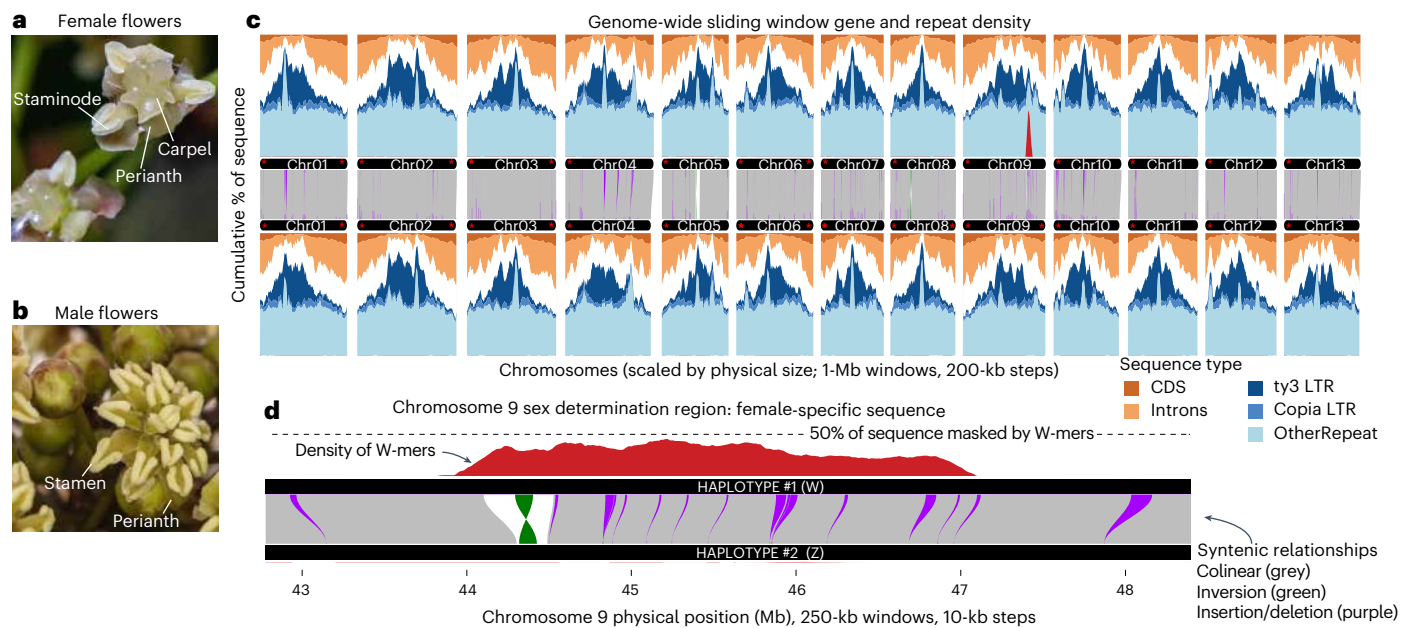 a
Female flowers
Staminode
Carpel
Perianth
b
Male flowers
Stamen
Perianth
c
Genome-wide sliding window gene and repeat density
Cumulative % of sequence
Chr01 Chr02 Chr03 Chr04 Chr05 Chr06 Chr07 Chr08 Chr09 Chr10 Chr11 Chr12 Chr13
Chr01 Chr02 Chr03 Chr04 Chr05 Chr06 Chr07 Chr08 Chr09 Chr10 Chr11 Chr12 Chr13
Chromosomes (scaled by physical size; 1-Mb windows, 200-kb steps)
Sequence type
CDS
Introns
ty3 LTR
Copia LTR
OtherRepeat
d
Chromosome 9 sex determination region: female-specific sequence
50% of sequence masked by W-mers
Density of W-mers
HAPLOTYPE #1 (W)
HAPLOTYPE #2 (Z)
43 44 45 46 47 48
Chromosome 9 physical position (Mb), 250-kb windows, 10-kb steps
Syntenic relationships
Colinear (grey)
Inversion (green)
Insertion/deletion (purple)